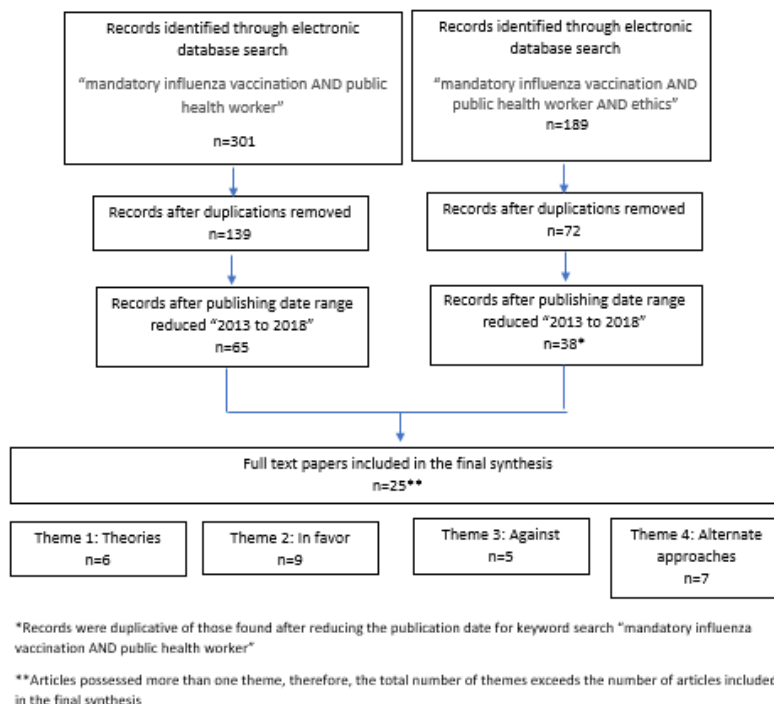 Records identified through electronic
database search
“mandatory influenza vaccination AND public
health worker”
n=301
Records identified through electronic
database search
“mandatory influenza vaccination AND
public health worker AND ethics”
n=189
Records after duplications removed
n=139
Records after duplications removed
n=72
Records after publishing date range
reduced “2013 to 2018”
n=65
Records after publishing date range
reduced “2013 to 2018”
n=38*
Full text papers included in the final synthesis
n=25**
Theme 1: Theories
n=6
Theme 2: In favor
n=9
Theme 3: Against
n=5
Theme 4: Alternate
approaches
n=7
*Records were duplicative of those found after reducing the publication date for keyword search “mandatory influenza
vaccination AND public health worker”
**Articles possessed more than one theme, therefore, the total number of themes exceeds the number of articles included
in the final synthesis